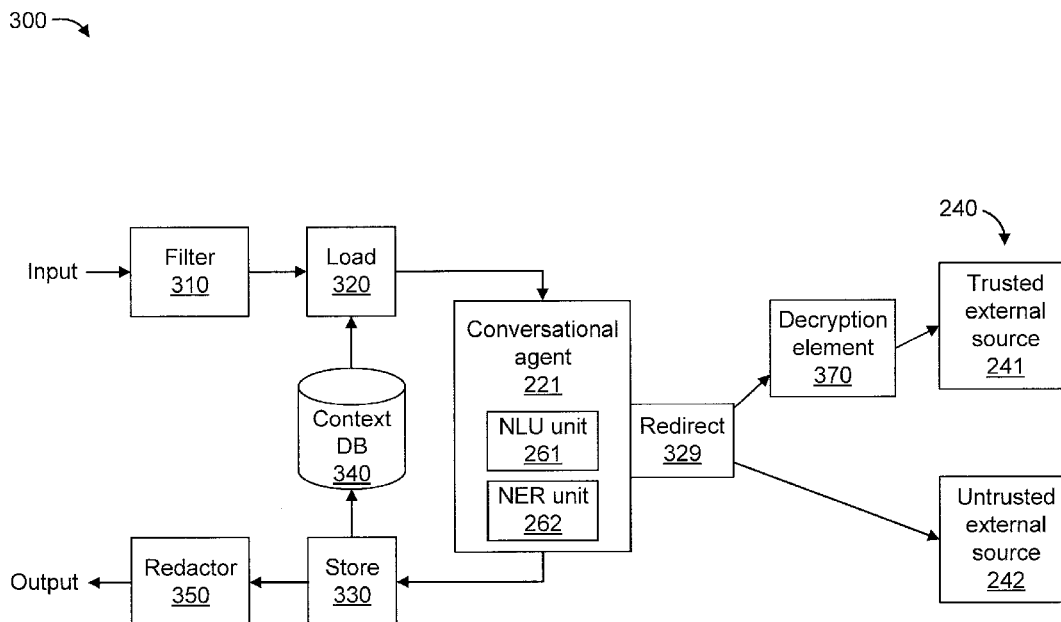 300
240
Input
Filter
310
Load
320
Conversational
agent
221
NLU unit
261
NER unit
262
Redirect
329
Decryption
element
370
Trusted
external
source
241
Context
DB
340
Untrusted
external
source
242
Output
Redactor
350
Store
330